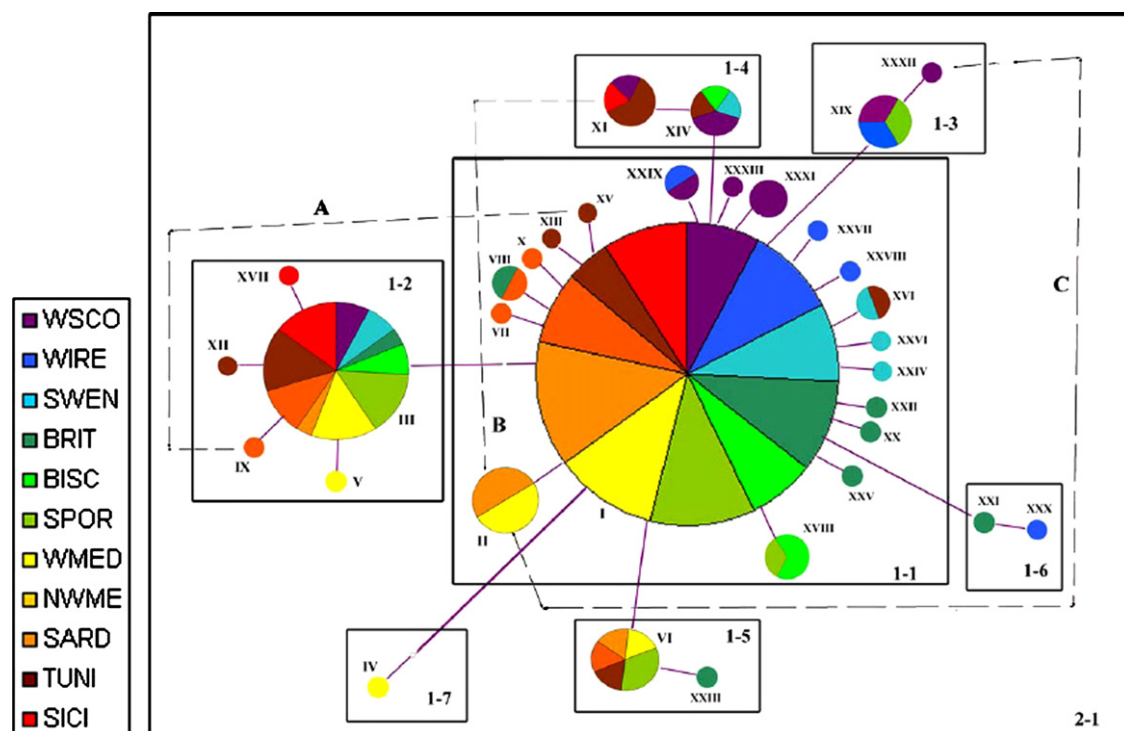 1-4
XI
XIV
XXXII
XIX
1-3
A
XXIX
XXXIII
XXXI
XV
XIII
X
VIII
VII
XXVII
XXVIII
XVI
XXVI
XXIV
XXII
XX
XXV
C
XVII
1-2
XII
III
IX
V
B
II
I
XVIII
1-1
XXI
XXX
1-6
1-5
VI
XXIII
IV
1-7
2-1
WSCO
WIRE
SWEN
BRIT
BISC
SPOR
WMED
NWME
SARD
TUNI
SICI